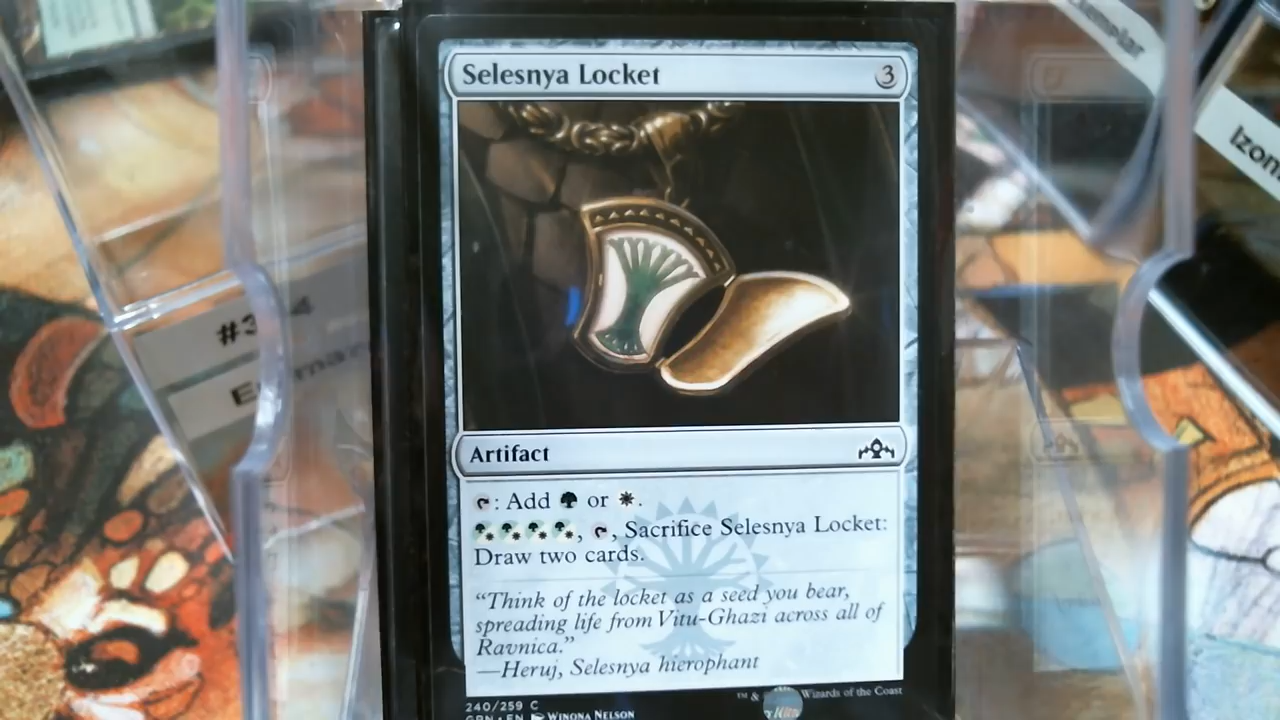 Selesnya Locket 3
Artifact
: Add or .
, , Sacrifice Selesnya Locket:
Draw two cards.
“Think of the locket as a seed you bear,
spreading life from Vitu-Ghazi across all of
Ravnica.”
—Heruj, Selesnya hierophant
240/259 C
™ & Wizards of the Coast
GRN • EN Winona Nelson